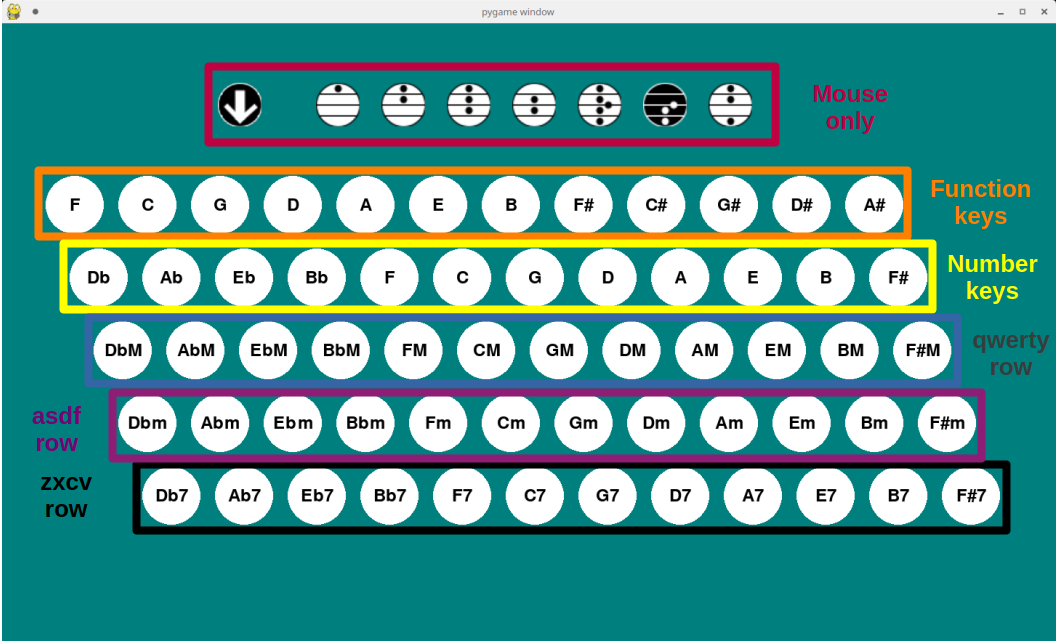 pygame window
Mouse
only
F C G D A E B F# C# G# D# A#
Function
keys
Db Ab Eb Bb F C G D A E B F#
Number
keys
DbM AbM EbM BbM FM CM GM DM AM EM BM F#M
qwerty
row
asdf
row
Dbm Abm Ebm Bbm Fm Cm Gm Dm Am Em Bm F#m
zxcv
row
Db7 Ab7 Eb7 Bb7 F7 C7 G7 D7 A7 E7 B7 F#7